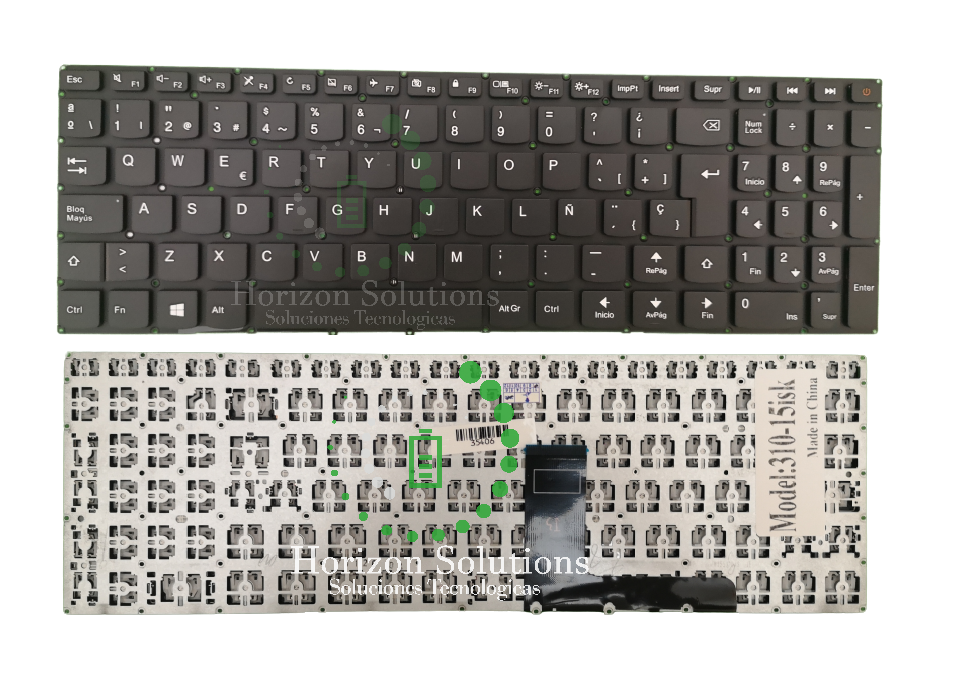 Esc F1 F2 F3 F4 F5 F6 F7 F8 F9 F10 F11 F12 ImpPt Insert Supr
ª ! " · $ % & / ( ) = ? ¿ Num Lock ÷ × −
º \ 1 | 2 @ 3 # 4 ~ 5 6 ¬ 7 8 9 0 ' ¡
Q W E € R T Y U I O P ^ ` [ * + ] 7 Inicio 8 9 RePág
Bloq Mayús A S D F G H J K L Ñ ¨ ´ { Ç } 4 5 6 +
> < Z X C V B N M ; , : . — - RePág 1 Fin 2 3 AvPág
Ctrl Fn Alt Alt Gr Ctrl Inicio AvPág Fin 0 Ins ' Supr Enter
Horizon Solutions
Soluciones Tecnologicas
35406
Model:310-15isk
Made in China
Horizon Solutions
Soluciones Tecnologicas